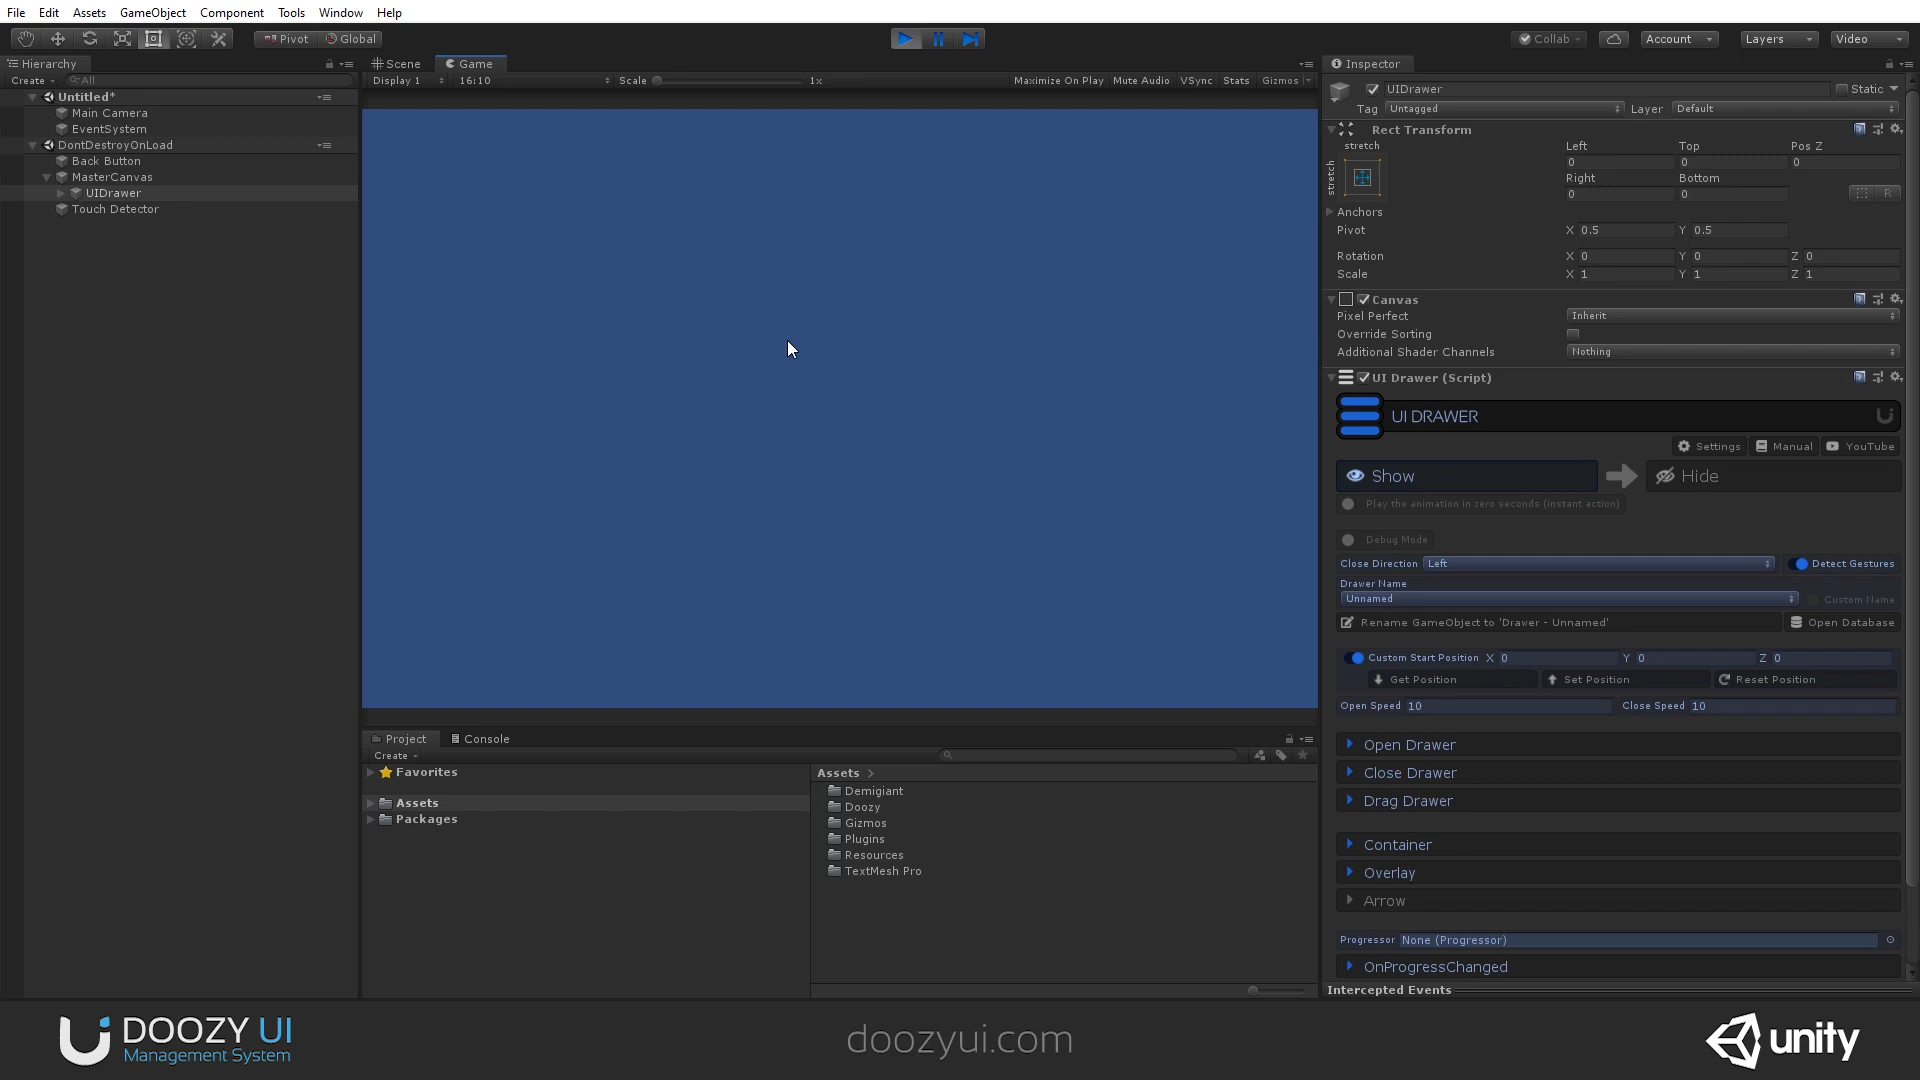 File Edit Assets GameObject Component Tools Window Help
Pivot Global Collab Account Layers Video
Hierarchy
Create All
Untitled*
Main Camera
EventSystem
DontDestroyOnLoad
Back Button
MasterCanvas
UIDrawer
Touch Detector
Scene Game
Display 1 16:10 Scale 1x Maximize On Play Mute Audio VSync Stats Gizmos
Project Console
Create
Favorites
Assets
Packages
Assets
Demigiant
Doozy
Gizmos
Plugins
Resources
TextMesh Pro
Inspector
UIDrawer Static
Tag Untagged Layer Default
Rect Transform
stretch
stretch
Left Top Pos Z
0 0 0
Right Bottom
0 0 R
Anchors
Pivot X 0.5 Y 0.5
Rotation X 0 Y 0 Z 0
Scale X 1 Y 1 Z 1
Canvas
Pixel Perfect Inherit
Override Sorting
Additional Shader Channels Nothing
UI Drawer (Script)
UI DRAWER
Settings Manual YouTube
Show Hide
Play the animation in zero seconds (instant action)
Debug Mode
Close Direction Left Detect Gestures
Drawer Name
Unnamed Custom Name
Rename GameObject to 'Drawer - Unnamed' Open Database
Custom Start Position X 0 Y 0 Z 0
Get Position Set Position Reset Position
Open Speed 10 Close Speed 10
Open Drawer
Close Drawer
Drag Drawer
Container
Overlay
Arrow
Progressor None (Progressor)
OnProgressChanged
Intercepted Events
DOOZY UI
Management System
doozyui.com
unity